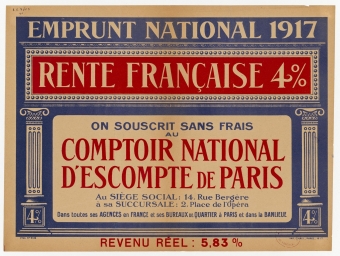 EMPRUNT NATIONAL 1917
RENTE FRANÇAISE 4%
ON SOUSCRIT SANS FRAIS
AU
COMPTOIR NATIONAL
D'ESCOMPTE DE PARIS
Au SIÈGE SOCIAL: 14. Rue Bergère
à sa SUCCURSALE: 2. Place de l'Opéra
Dans toutes ses AGENCES en FRANCE et ses BUREAUX de QUARTIER à PARIS et dans la BANLIEUE
4%
4%
REVENU RÉEL: 5,83 %